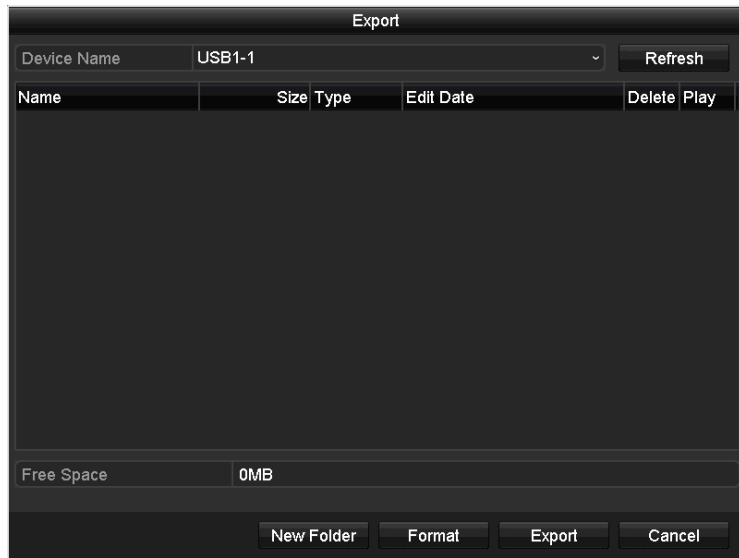 Export
Device Name USB1-1 Refresh
Name Size Type Edit Date Delete Play
Free Space 0MB
New Folder Format Export Cancel